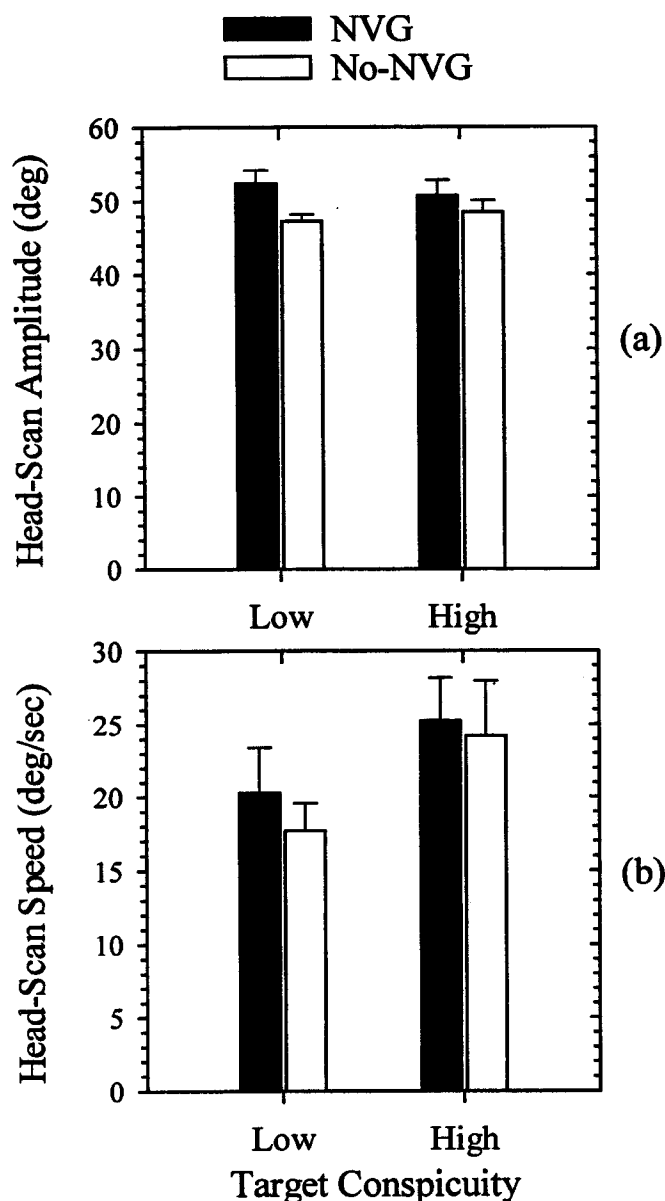 NVG
No-NVG
Head-Scan Amplitude (deg)
60
50
40
30
20
10
0
Low High
(a)
Head-Scan Speed (deg/sec)
30
25
20
15
10
5
0
Low High
(b)
Target Conspicuity